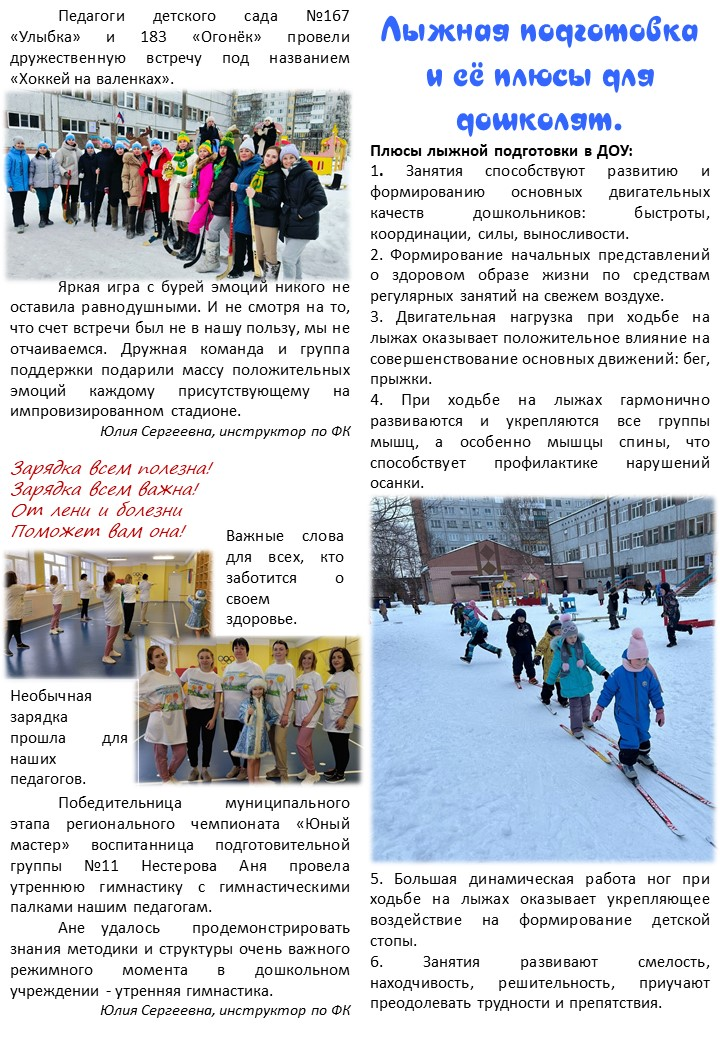 Педагоги детского сада №167
«Улыбка» и 183 «Огонёк» провели
дружественную встречу под названием
«Хоккей на валенках».
Яркая игра с бурей эмоций никого не
оставила равнодушными. И не смотря на то,
что счет встречи был не в нашу пользу, мы не
отчаиваемся. Дружная команда и группа
поддержки подарили массу положительных
эмоций каждому присутствующему на
импровизированном стадионе.
Юлия Сергеевна, инструктор по ФК
Зарядка всем полезна!
Зарядка всем важна!
От лени и болезни
Поможет вам она!
Важные слова
для всех, кто
заботится о
своем
здоровье.
Необычная
зарядка
прошла для
наших
педагогов.
Победительница муниципального
этапа регионального чемпионата «Юный
мастер» воспитанница подготовительной
группы №11 Нестерова Аня провела
утреннюю гимнастику с гимнастическими
палками нашим педагогам.
Ане удалось продемонстрировать
знания методики и структуры очень важного
режимного момента в дошкольном
учреждении - утренняя гимнастика.
Юлия Сергеевна, инструктор по ФК
Лыжная подготовка
и её плюсы для
дошколят.
Плюсы лыжной подготовки в ДОУ:
1. Занятия способствуют развитию и
формированию основных двигательных
качеств дошкольников: быстроты,
координации, силы, выносливости.
2. Формирование начальных представлений
о здоровом образе жизни по средствам
регулярных занятий на свежем воздухе.
3. Двигательная нагрузка при ходьбе на
лыжах оказывает положительное влияние на
совершенствование основных движений: бег,
прыжки.
4. При ходьбе на лыжах гармонично
развиваются и укрепляются все группы
мышц, а особенно мышцы спины, что
способствует профилактике нарушений
осанки.
5. Большая динамическая работа ног при
ходьбе на лыжах оказывает укрепляющее
воздействие на формирование детской
стопы.
6. Занятия развивают смелость,
находчивость, решительность, приучают
преодолевать трудности и препятствия.